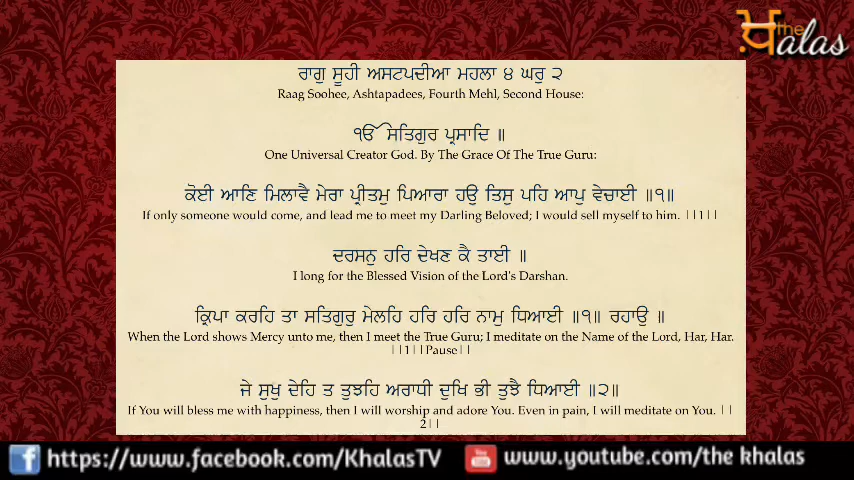 the
ਖ਼alas
ਰਾਗੁ ਸੂਹੀ ਅਸਟਪਦੀਆ ਮਹਲਾ ੪ ਘਰੁ ੨
Raag Soohee, Ashtapadees, Fourth Mehl, Second House:
ੴ ਸਤਿਗੁਰ ਪ੍ਰਸਾਦਿ ॥
One Universal Creator God. By The Grace Of The True Guru:
ਕੋਈ ਆਣਿ ਮਿਲਾਵੈ ਮੇਰਾ ਪ੍ਰੀਤਮੁ ਪਿਆਰਾ ਹਉ ਤਿਸੁ ਪਹਿ ਆਪੁ ਵੇਚਾਈ ॥੧॥
If only someone would come, and lead me to meet my Darling Beloved; I would sell myself to him. ||1||
ਦਰਸਨੁ ਹਰਿ ਦੇਖਣ ਕੈ ਤਾਈ ॥
I long for the Blessed Vision of the Lord's Darshan.
ਕ੍ਰਿਪਾ ਕਰਹਿ ਤਾ ਸਤਿਗੁਰੁ ਮੇਲਹਿ ਹਰਿ ਹਰਿ ਨਾਮੁ ਧਿਆਈ ॥੧॥ ਰਹਾਉ ॥
When the Lord shows Mercy unto me, then I meet the True Guru; I meditate on the Name of the Lord, Har, Har.
||1||Pause||
ਜੇ ਸੁਖੁ ਦੇਹਿ ਤ ਤੁਝਹਿ ਅਰਾਧੀ ਦੁਖਿ ਭੀ ਤੁਝੈ ਧਿਆਈ ॥੨॥
If You will bless me with happiness, then I will worship and adore You. Even in pain, I will meditate on You. ||
2||
f https://www.facebook.com/KhalasTV
You Tube www.youtube.com/the khalas